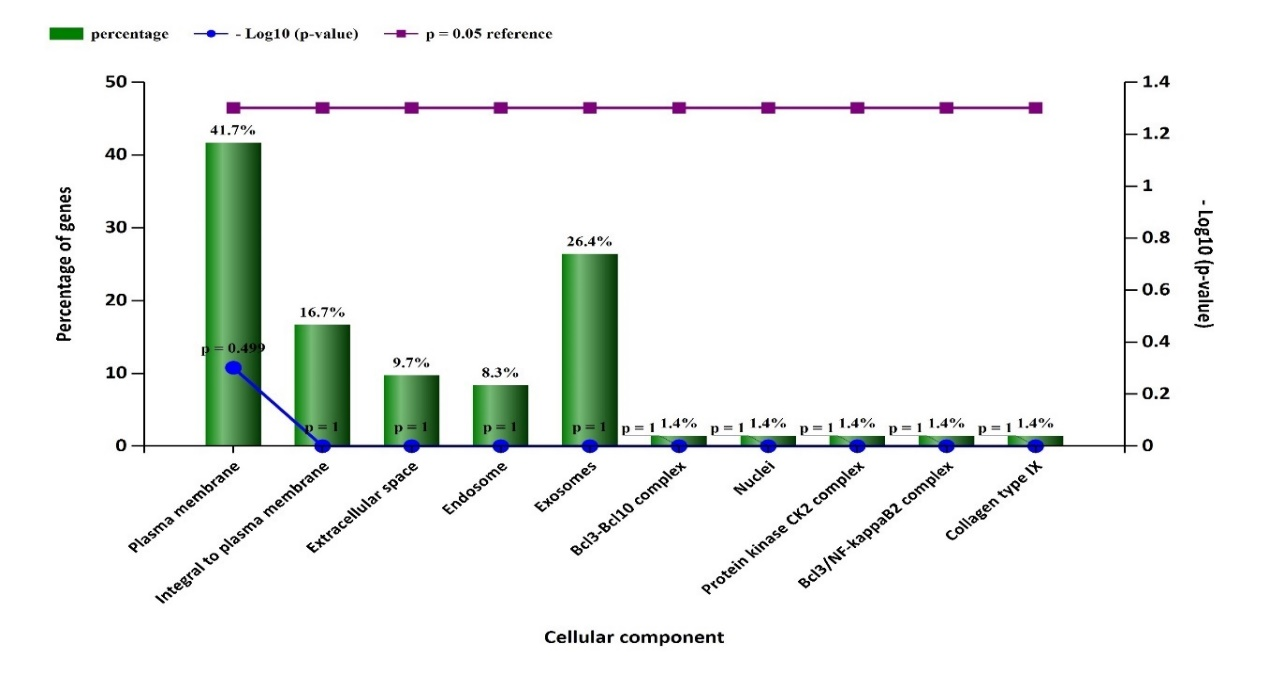 percentage - Log10 (p-value) p = 0.05 reference
50 1.4
41.7%
1.2
40
1
Percentage of genes
30
0.8
- Log10 (p-value)
26.4%
0.6
20
16.7%
0.4
p = 0.499
9.7%
10
8.3%
0.2
p = 1 p = 1 p = 1 p = 1 p = 1 1.4% p = 1 1.4% p = 1 1.4% p = 1 1.4% p = 1 1.4%
0 0
Plasma membrane
Integral to plasma membrane
Extracellular space
Endosome
Exosomes
Bcl3-Bcl10 complex
Nuclei
Protein kinase CK2 complex
Bcl3/NF-kappaB2 complex
Collagen type IX
Cellular component